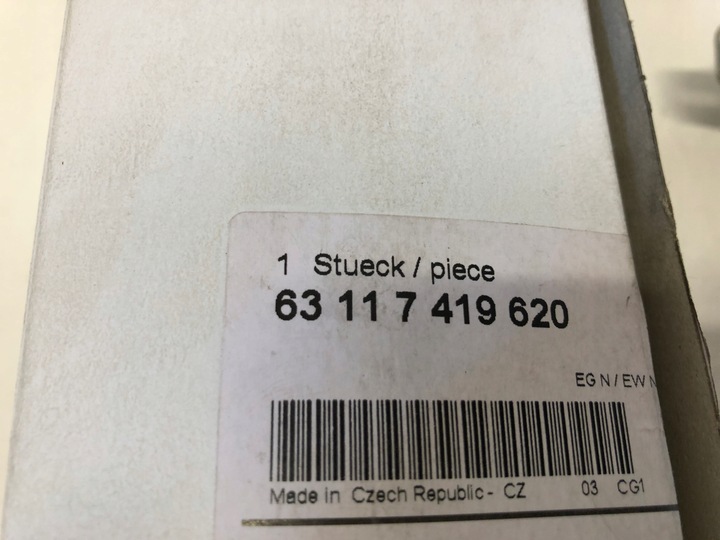 1 Stueck / piece
63 11 7 419 620
EG N / EW N
Made in Czech Republic - CZ 03 CG1